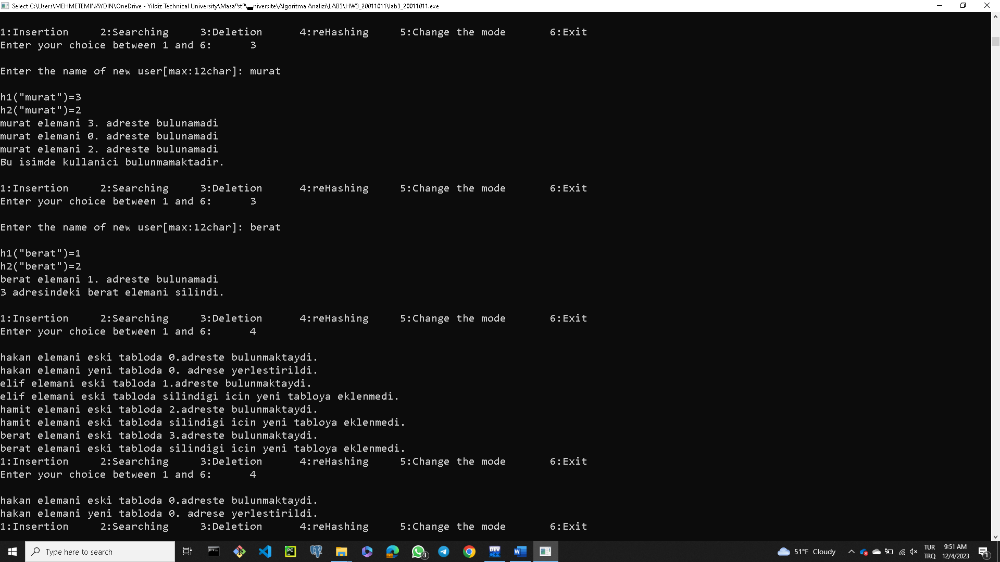 Select C:\Users\MEHMETEMINAYDIN\OneDrive - Yildiz Technical University\Masaⁿstⁿ\▄niversite\Algoritma Analizi\LAB3\HW3_20011011\lab3_20011011.exe
1:Insertion 2:Searching 3:Deletion 4:reHashing 5:Change the mode 6:Exit
Enter your choice between 1 and 6: 3
Enter the name of new user[max:12char]: murat
h1("murat")=3
h2("murat")=2
murat elemani 3. adreste bulunamadi
murat elemani 0. adreste bulunamadi
murat elemani 2. adreste bulunamadi
Bu isimde kullanici bulunmamaktadir.
1:Insertion 2:Searching 3:Deletion 4:reHashing 5:Change the mode 6:Exit
Enter your choice between 1 and 6: 3
Enter the name of new user[max:12char]: berat
h1("berat")=1
h2("berat")=2
berat elemani 1. adreste bulunamadi
3 adresindeki berat elemani silindi.
1:Insertion 2:Searching 3:Deletion 4:reHashing 5:Change the mode 6:Exit
Enter your choice between 1 and 6: 4
hakan elemani eski tabloda 0.adreste bulunmaktaydi.
hakan elemani yeni tabloda 0. adrese yerlestirildi.
elif elemani eski tabloda 1.adreste bulunmaktaydi.
elif elemani eski tabloda silindigi icin yeni tabloya eklenmedi.
hamit elemani eski tabloda 2.adreste bulunmaktaydi.
hamit elemani eski tabloda silindigi icin yeni tabloya eklenmedi.
berat elemani eski tabloda 3.adreste bulunmaktaydi.
berat elemani eski tabloda silindigi icin yeni tabloya eklenmedi.
1:Insertion 2:Searching 3:Deletion 4:reHashing 5:Change the mode 6:Exit
Enter your choice between 1 and 6: 4
hakan elemani eski tabloda 0.adreste bulunmaktaydi.
hakan elemani yeni tabloda 0. adrese yerlestirildi.
1:Insertion 2:Searching 3:Deletion 4:reHashing 5:Change the mode 6:Exit
Type here to search
PC
3
DEV
W
51°F Cloudy
TUR
TRQ
9:51 AM
12/4/2023
1